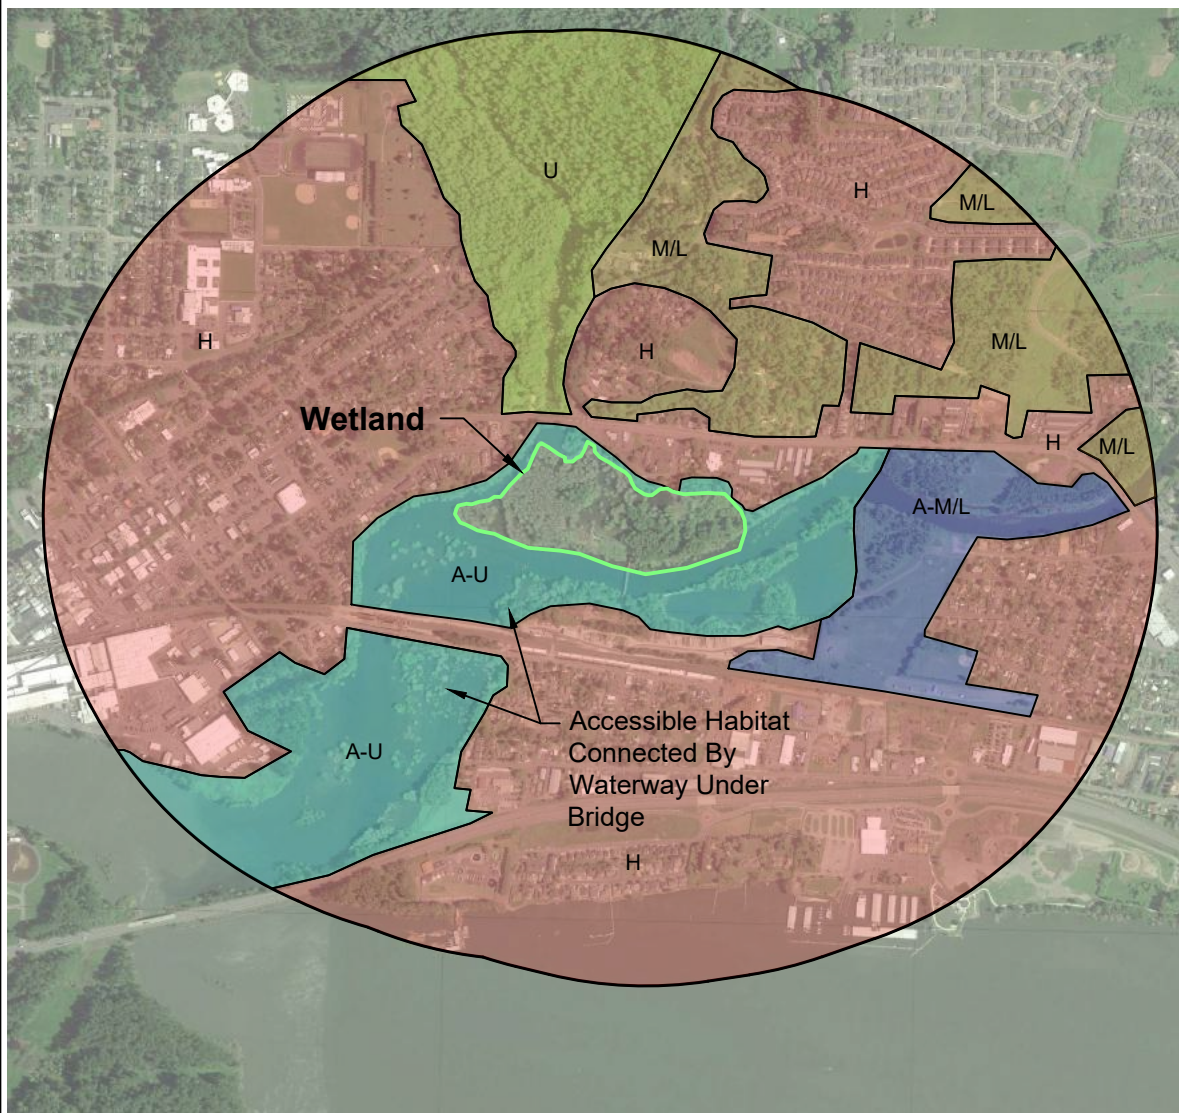 U
H
M/L
M/L
H
H
M/L
Wetland
H
M/L
A-M/L
A-U
Accessible Habitat
Connected By
Waterway Under
Bridge
A-U
H